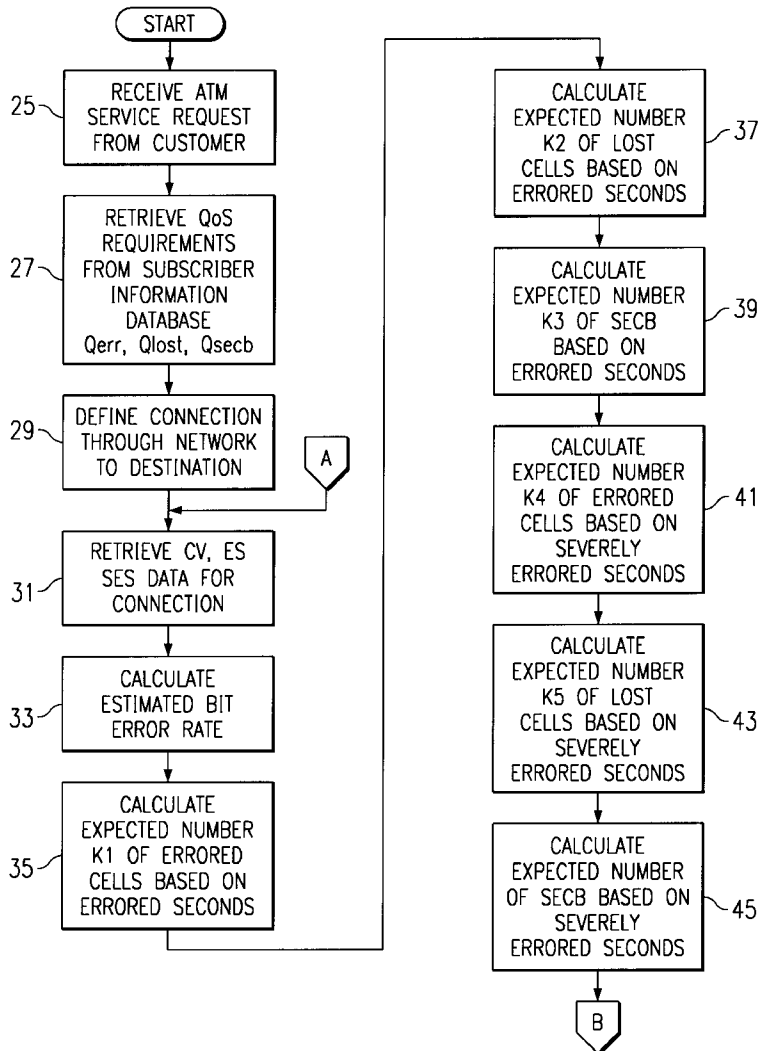 START
25
RECEIVE ATM
SERVICE REQUEST
FROM CUSTOMER
27
RETRIEVE QoS
REQUIREMENTS
FROM SUBSCRIBER
INFORMATION
DATABASE
Qerr, Qlost, Qsecb
29
DEFINE CONNECTION
THROUGH NETWORK
TO DESTINATION
A
31
RETRIEVE CV, ES
SES DATA FOR
CONNECTION
33
CALCULATE
ESTIMATED BIT
ERROR RATE
35
CALCULATE
EXPECTED NUMBER
K1 OF ERRORED
CELLS BASED ON
ERRORED SECONDS
CALCULATE
EXPECTED NUMBER
K2 OF LOST
CELLS BASED ON
ERRORED SECONDS
37
CALCULATE
EXPECTED NUMBER
K3 OF SECB
BASED ON
ERRORED SECONDS
39
CALCULATE
EXPECTED NUMBER
K4 OF ERRORED
CELLS BASED ON
SEVERELY
ERRORED SECONDS
41
CALCULATE
EXPECTED NUMBER
K5 OF LOST
CELLS BASED ON
SEVERELY
ERRORED SECONDS
43
CALCULATE
EXPECTED NUMBER
OF SECB BASED ON
SEVERELY
ERRORED SECONDS
45
B